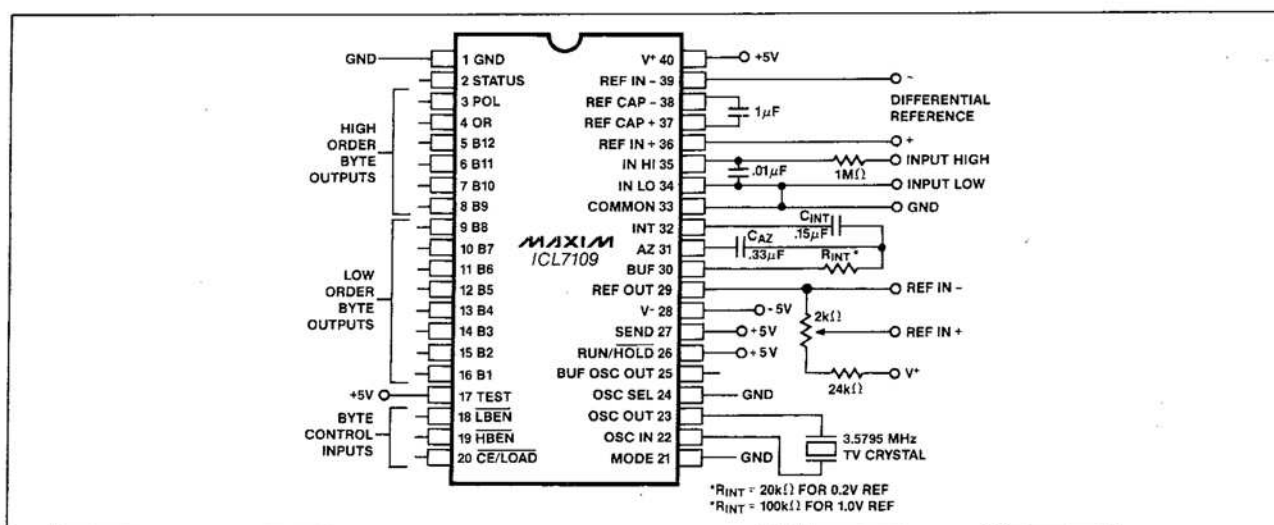 GND
1 GND
2 STATUS
3 POL
4 OR
5 B12
6 B11
7 B10
8 B9
9 B8
10 B7
11 B6
12 B5
13 B4
14 B3
15 B2
16 B1
+5V
17 TEST
18 LBEN
19 HBEN
20 CE/LOAD
HIGH
ORDER
BYTE
OUTPUTS
LOW
ORDER
BYTE
OUTPUTS
BYTE
CONTROL
INPUTS
MAXIM
ICL7109
V+ 40
REF IN - 39
REF CAP - 38
REF CAP + 37
REF IN + 36
IN HI 35
IN LO 34
COMMON 33
INT 32
AZ 31
BUF 30
REF OUT 29
V- 28
SEND 27
RUN/HOLD 26
BUF OSC OUT 25
OSC SEL 24
OSC OUT 23
OSC IN 22
MODE 21
+5V
-
DIFFERENTIAL
REFERENCE
1μF
+
INPUT HIGH
.01μF
1MΩ
INPUT LOW
GND
CINT
.15μF
CAZ
.33μF
RINT*
REF IN -
2kΩ
-5V
+5V
REF IN +
+5V
V+
24kΩ
GND
3.5795 MHz
TV CRYSTAL
GND
*RINT = 20kΩ FOR 0.2V REF
*RINT = 100kΩ FOR 1.0V REF